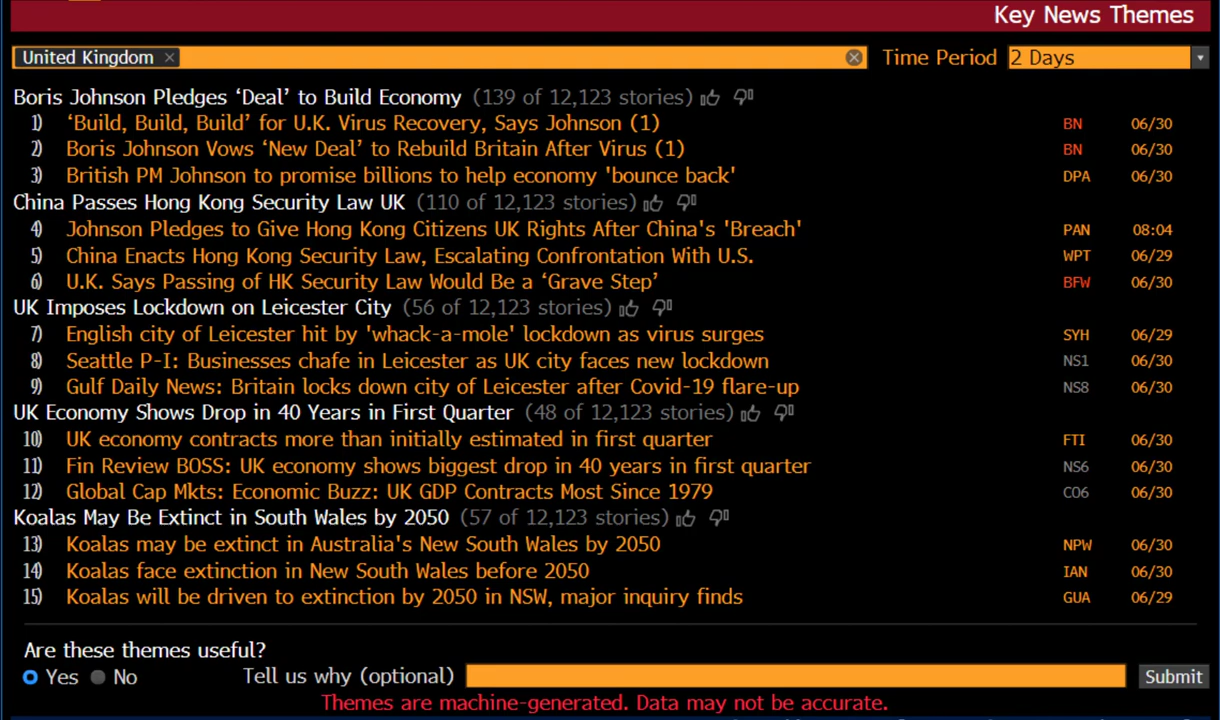 Key News Themes
United Kingdom × Time Period 2 Days
Boris Johnson Pledges ‘Deal’ to Build Economy (139 of 12,123 stories)
1) ‘Build, Build, Build’ for U.K. Virus Recovery, Says Johnson (1) BN 06/30
2) Boris Johnson Vows ‘New Deal’ to Rebuild Britain After Virus (1) BN 06/30
3) British PM Johnson to promise billions to help economy 'bounce back' DPA 06/30
China Passes Hong Kong Security Law UK (110 of 12,123 stories)
4) Johnson Pledges to Give Hong Kong Citizens UK Rights After China's 'Breach' PAN 08:04
5) China Enacts Hong Kong Security Law, Escalating Confrontation With U.S. WPT 06/29
6) U.K. Says Passing of HK Security Law Would Be a ‘Grave Step’ BFW 06/30
UK Imposes Lockdown on Leicester City (56 of 12,123 stories)
7) English city of Leicester hit by 'whack-a-mole' lockdown as virus surges SYH 06/29
8) Seattle P-I: Businesses chafe in Leicester as UK city faces new lockdown NS1 06/30
9) Gulf Daily News: Britain locks down city of Leicester after Covid-19 flare-up NS8 06/30
UK Economy Shows Drop in 40 Years in First Quarter (48 of 12,123 stories)
10) UK economy contracts more than initially estimated in first quarter FTI 06/30
11) Fin Review BOSS: UK economy shows biggest drop in 40 years in first quarter NS6 06/30
12) Global Cap Mkts: Economic Buzz: UK GDP Contracts Most Since 1979 CO6 06/30
Koalas May Be Extinct in South Wales by 2050 (57 of 12,123 stories)
13) Koalas may be extinct in Australia's New South Wales by 2050 NPW 06/30
14) Koalas face extinction in New South Wales before 2050 IAN 06/30
15) Koalas will be driven to extinction by 2050 in NSW, major inquiry finds GUA 06/29
Are these themes useful?
Yes No Tell us why (optional) Submit
Themes are machine-generated. Data may not be accurate.